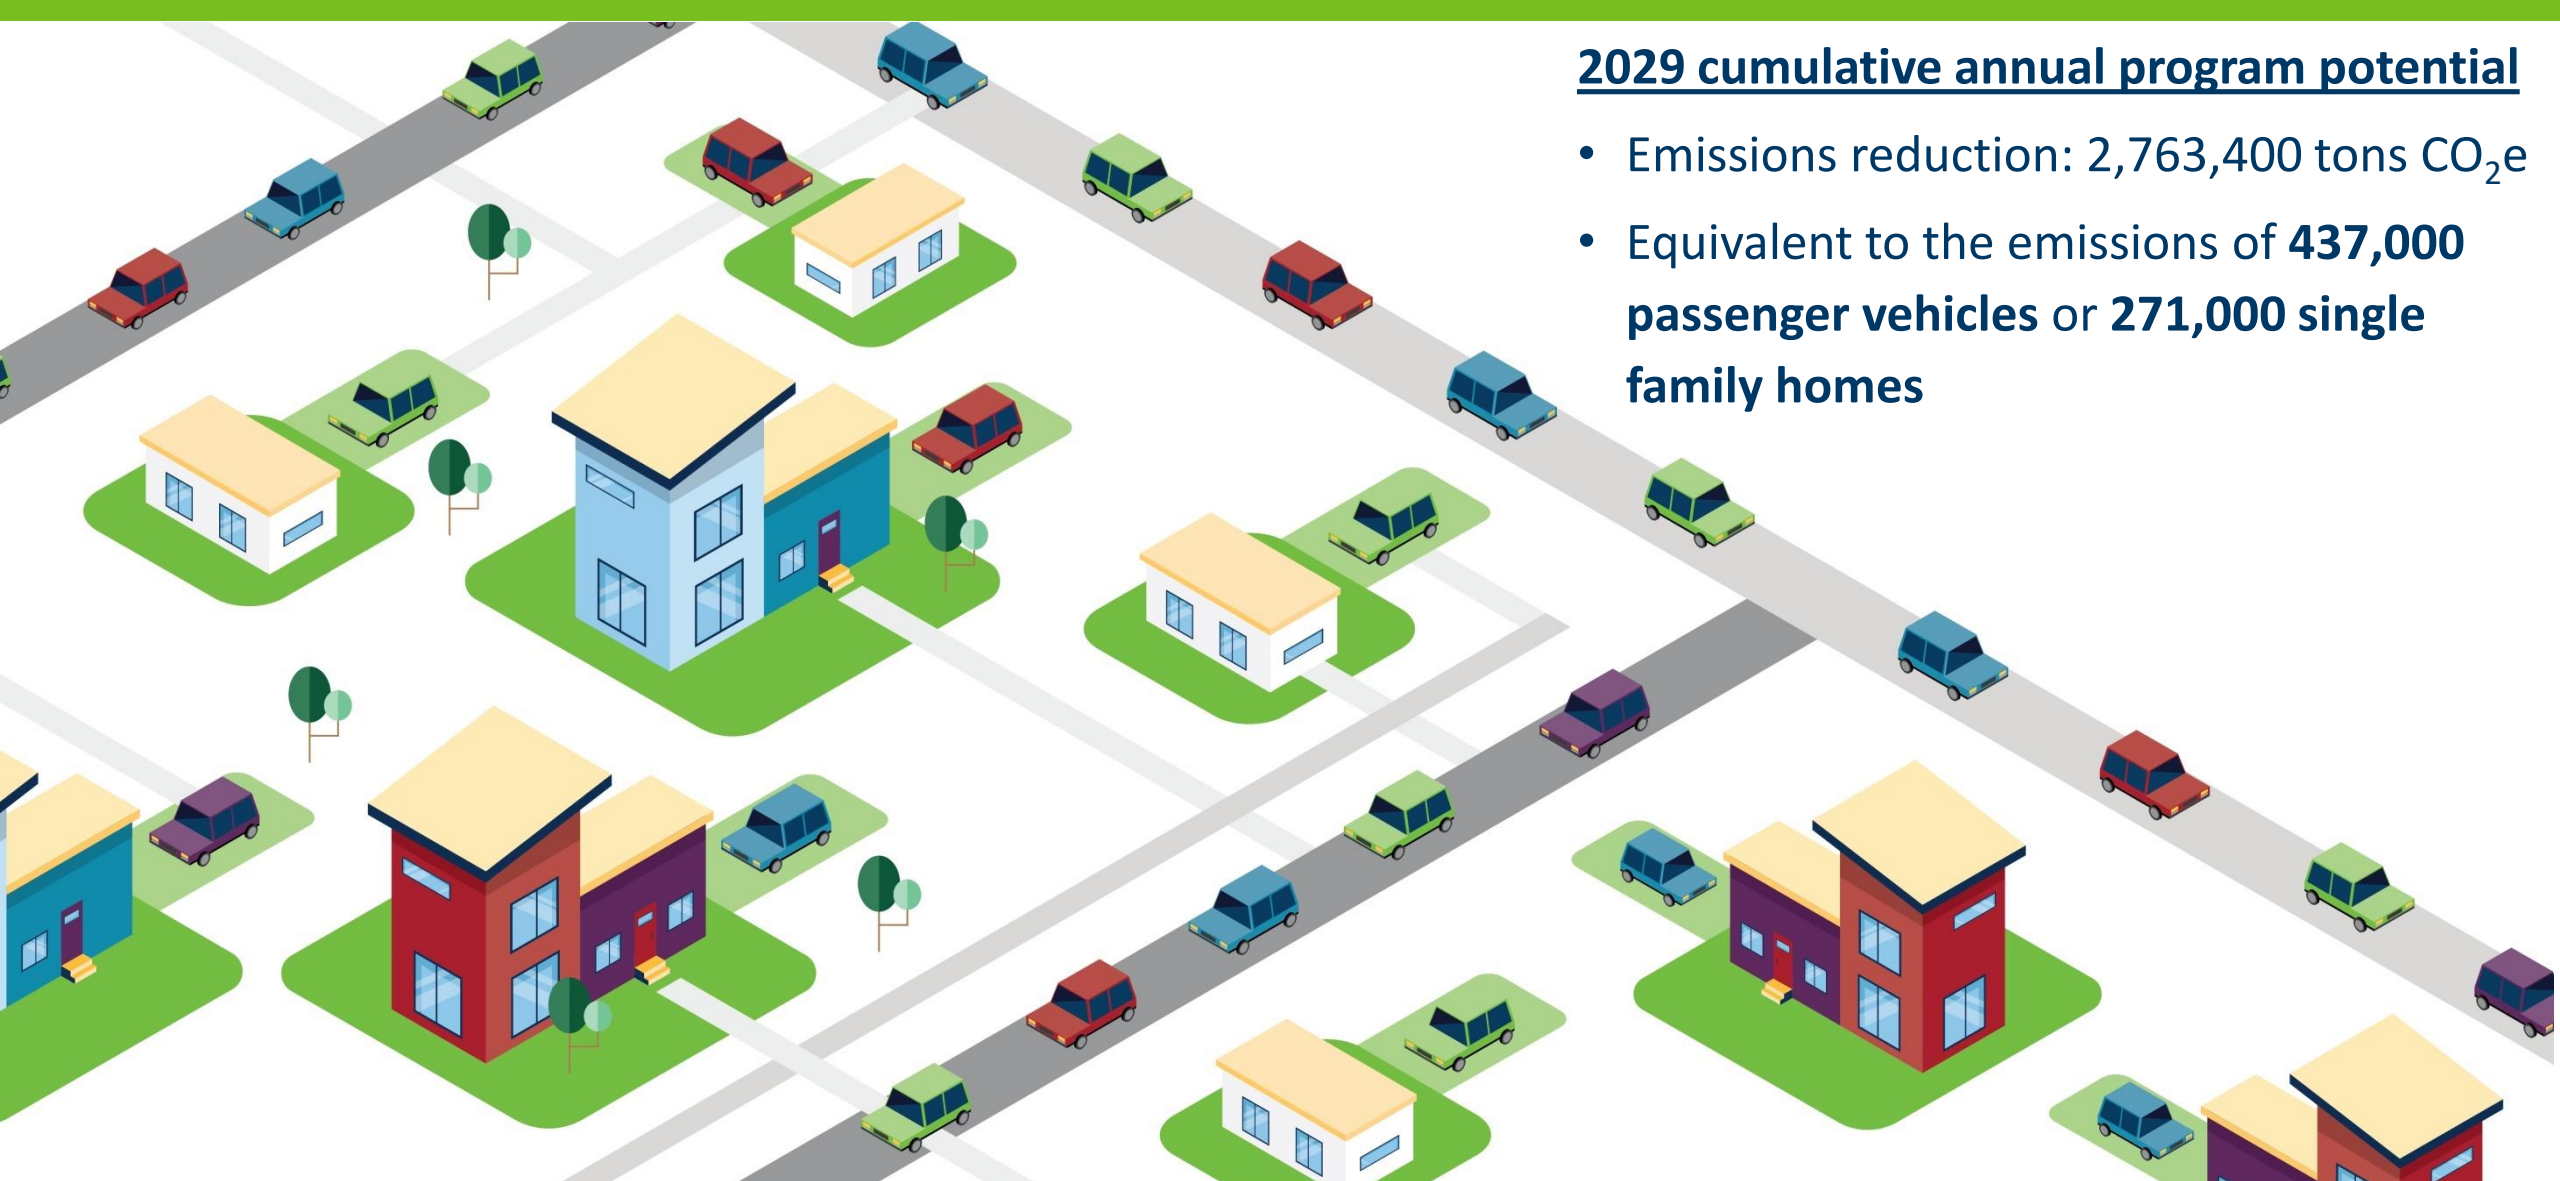 2029 cumulative annual program potential
• Emissions reduction: 2,763,400 tons CO₂e
• Equivalent to the emissions of 437,000
passenger vehicles or 271,000 single
family homes